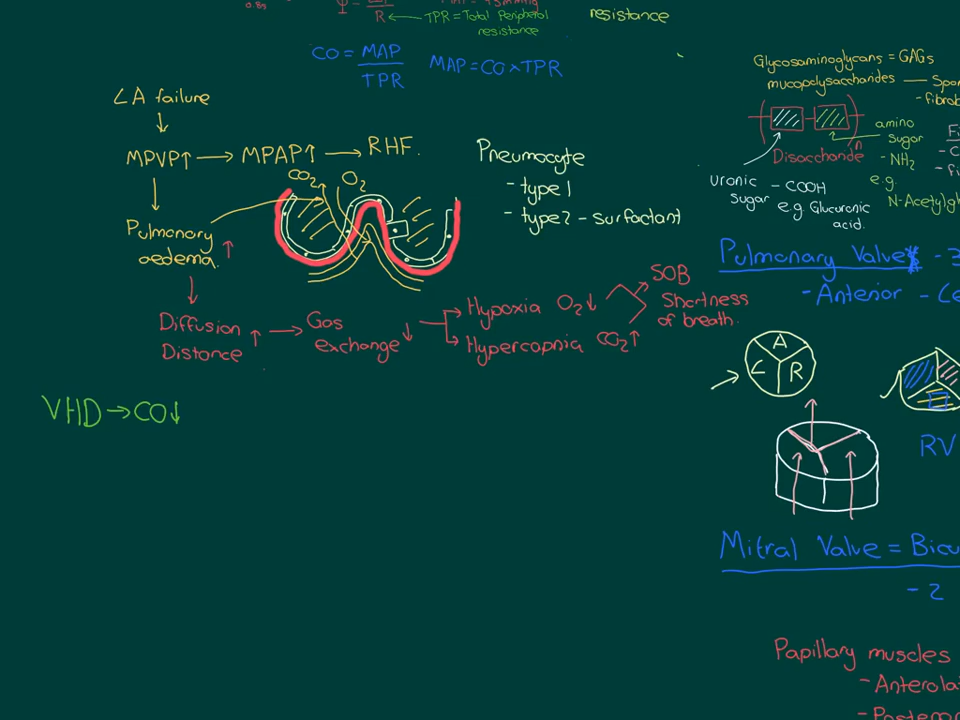 R ← TPR = Total Peripheral
resistance
resistance
CO = MAP
TPR
MAP = CO × TPR
LA failure
MPVP↑ → MPAP↑ → RHF.
CO₂
O₂
Pulmonary
oedema. ↑
Diffusion
Distance ↑
Gas
exchange ↓
Hypoxia O₂↓
Hypercapnia CO₂↑
SOB
Shortness
of breath.
VHD → CO↓
Pneumocyte
- type 1
- type 2 - surfactant
Glycosaminoglycans = GAGs
mucopolysaccharides
n
Disaccharide
amino
sugar
- NH₂
e.g.
Uronic - COOH
sugar e.g Glucuronic
acid.
Pulmonary Valve
- Anterior
A
L R
RV
Mitral Valve =
- 2
Papillary muscles